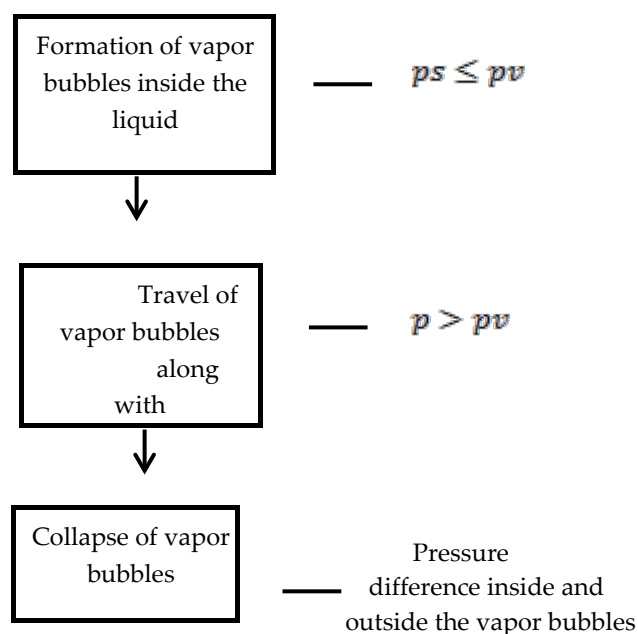 Formation of vapor
bubbles inside the
liquid
ps ≤ pv
Travel of
vapor bubbles
along
with
p > pv
Collapse of vapor
bubbles
Pressure
difference inside and
outside the vapor bubbles